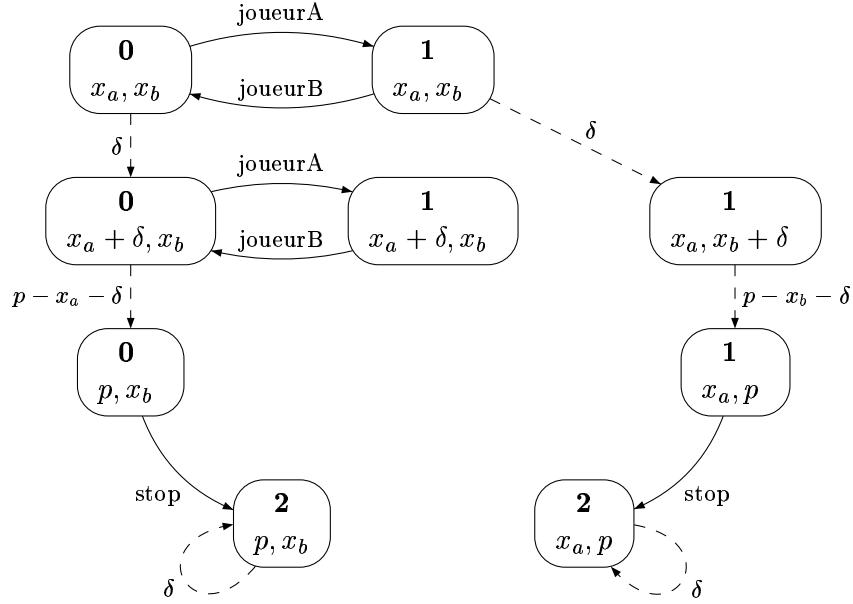 joueurA
0
x_a, x_b
1
x_a, x_b
joueurB
δ
δ
joueurA
0
x_a + δ, x_b
1
x_a + δ, x_b
1
x_a, x_b + δ
joueurB
p − x_a − δ
p − x_b − δ
0
p, x_b
1
x_a, p
stop
stop
2
p, x_b
2
x_a, p
δ
δ